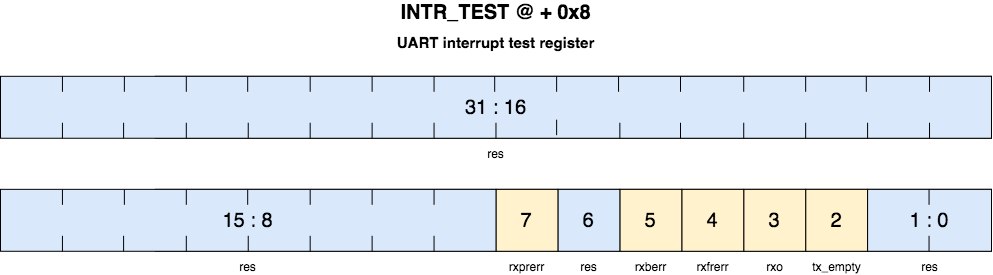 INTR_TEST @ + 0x8
UART interrupt test register
31 : 16
res
15 : 8 7 6 5 4 3 2 1 : 0
res rxprerr res rxberr rxfrerr rxo tx_empty res